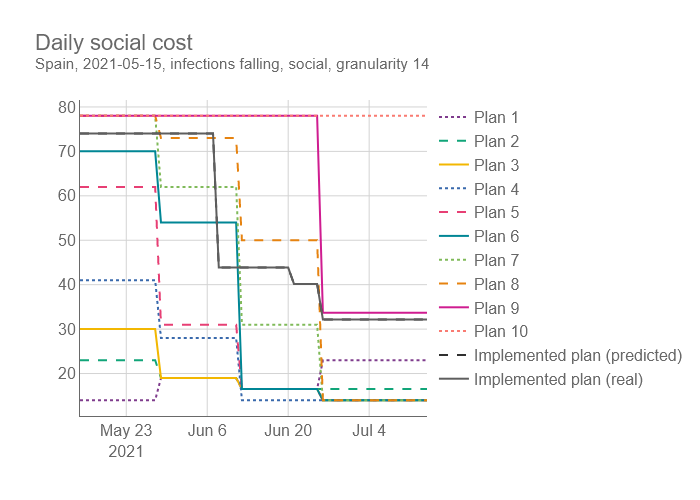 Daily social cost
Spain, 2021-05-15, infections falling, social, granularity 14
80
70
60
50
40
30
20
May 23
2021
Jun 6
Jun 20
Jul 4
Plan 1
Plan 2
Plan 3
Plan 4
Plan 5
Plan 6
Plan 7
Plan 8
Plan 9
Plan 10
Implemented plan (predicted)
Implemented plan (real)